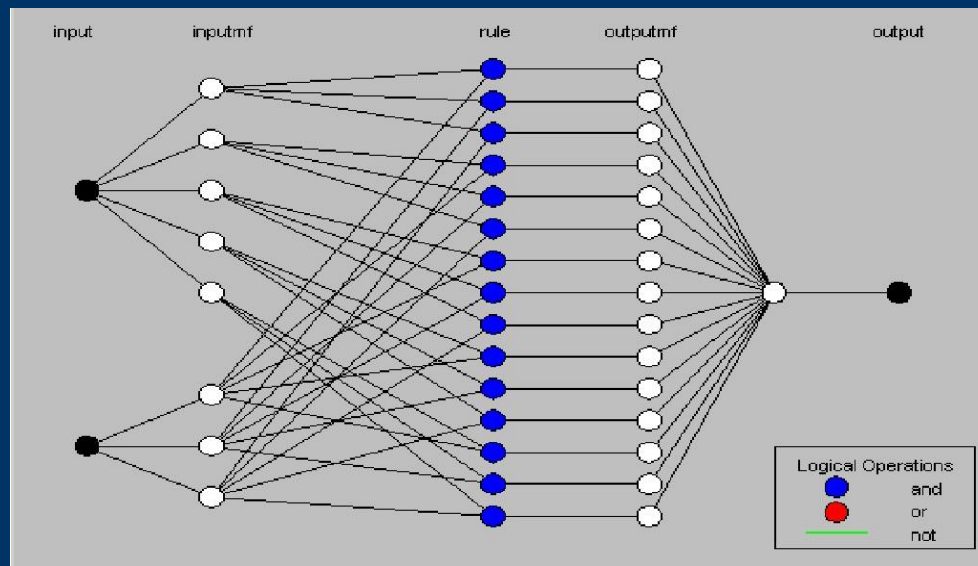 input
inputmf
rule
outputmf
output
Logical Operations
and
or
not